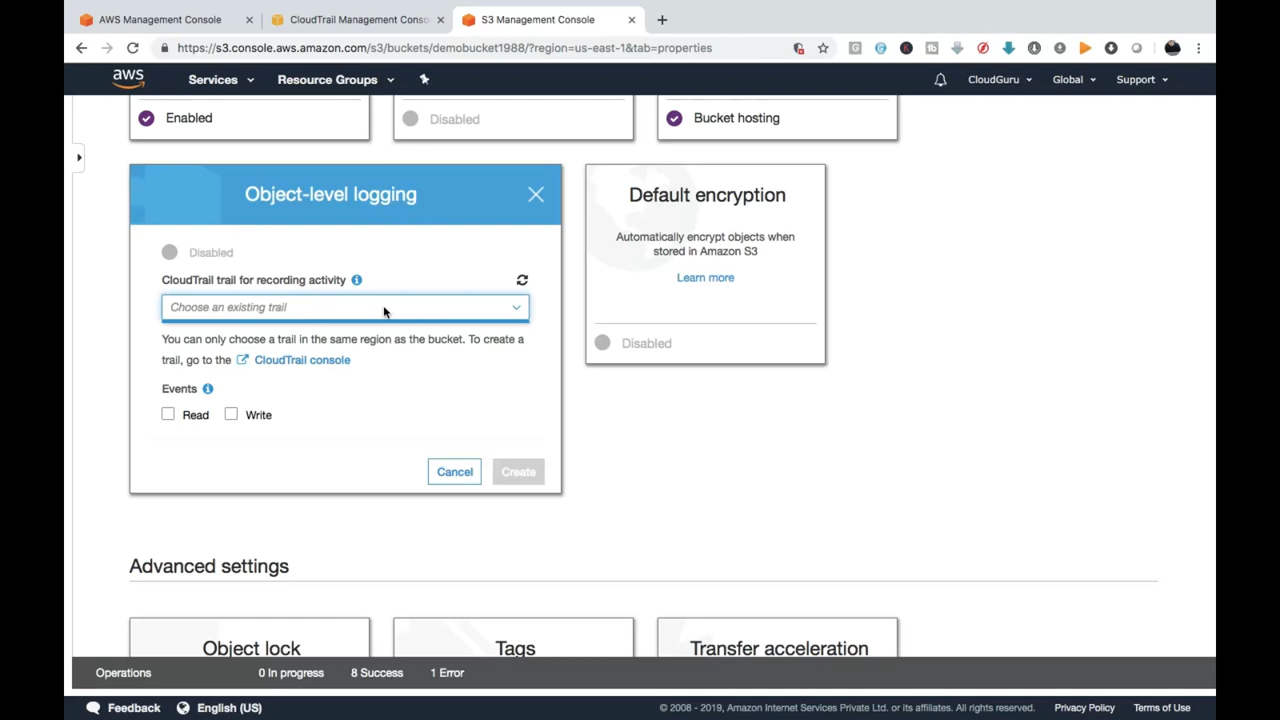 AWS Management Console
CloudTrail Management Conso
S3 Management Console
https://s3.console.aws.amazon.com/s3/buckets/demobucket1988/?region=us-east-1&tab=properties
aws
Services
Resource Groups
CloudGuru
Global
Support
Enabled
Disabled
Bucket hosting
Object-level logging
Disabled
CloudTrail trail for recording activity
Choose an existing trail
You can only choose a trail in the same region as the bucket. To create a
trail, go to the CloudTrail console
Events
Read
Write
Cancel
Create
Default encryption
Automatically encrypt objects when
stored in Amazon S3
Learn more
Disabled
Advanced settings
Object lock
Tags
Transfer acceleration
Operations
0 In progress
8 Success
1 Error
Feedback
English (US)
© 2008 - 2019, Amazon Internet Services Private Ltd. or its affiliates. All rights reserved.
Privacy Policy
Terms of Use